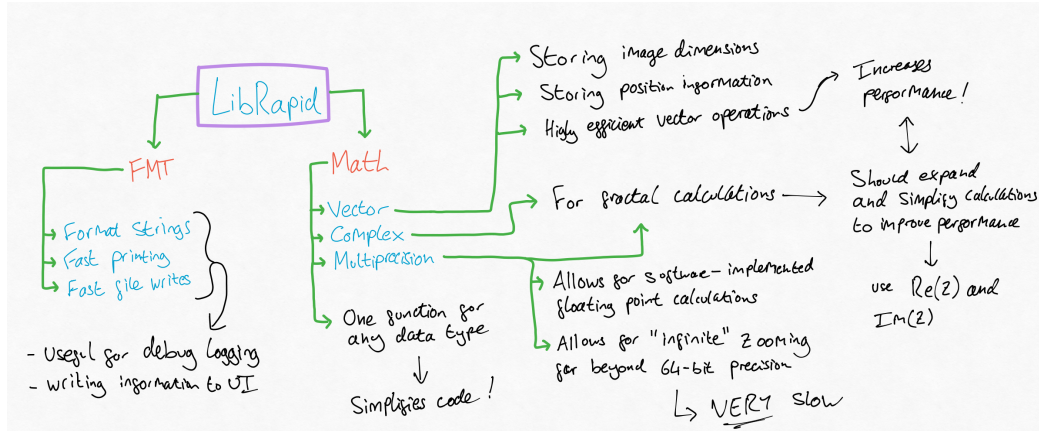 LibRapid
FMT
Format Strings
Fast printing
Fast file writes
- Useful for debug logging
- writing information to UI
Math
Vector
Complex
Multiprecision
One function for
any data type
Simplifies code!
Storing image dimensions
Storing position information
Higly efficient vector operations
Increases
performance!
For fractal calculations
Should expand
and simplify calculations
to improve performance
use Re(Z) and
Im(Z)
Allows for software-implemented
floating point calculations
Allows for "infinite" zooming
far beyond 64-bit precision
VERY slow